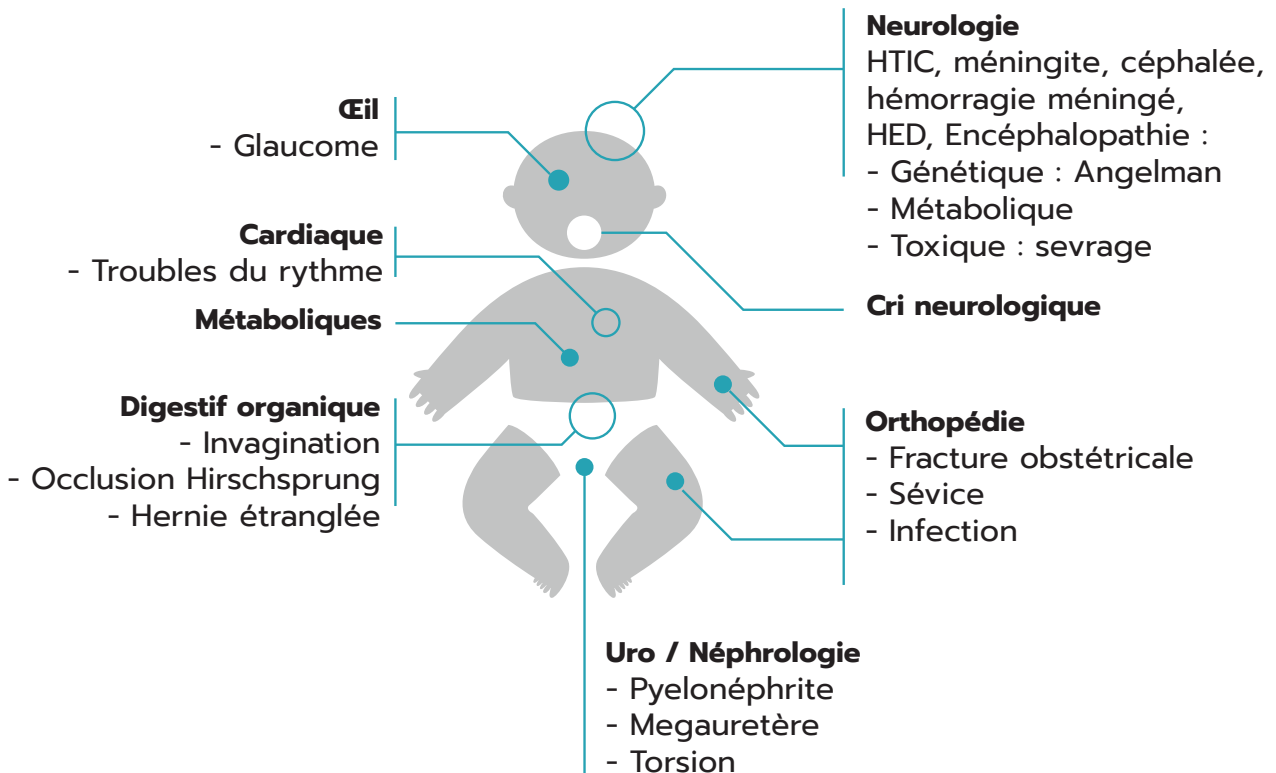 Œil
- Glaucome
Cardiaque
- Troubles du rythme
Métaboliques
Digestif organique
- Invagination
- Occlusion Hirschsprung
- Hernie étranglée
Neurologie
HTIC, méningite, céphalée,
hémorragie méningé,
HED, Encéphalopathie :
- Génétique : Angelman
- Métabolique
- Toxique : sevrage
Cri neurologique
Orthopédie
- Fracture obstétricale
- Sévice
- Infection
Uro / Néphrologie
- Pyelonéphrite
- Megauretère
- Torsion